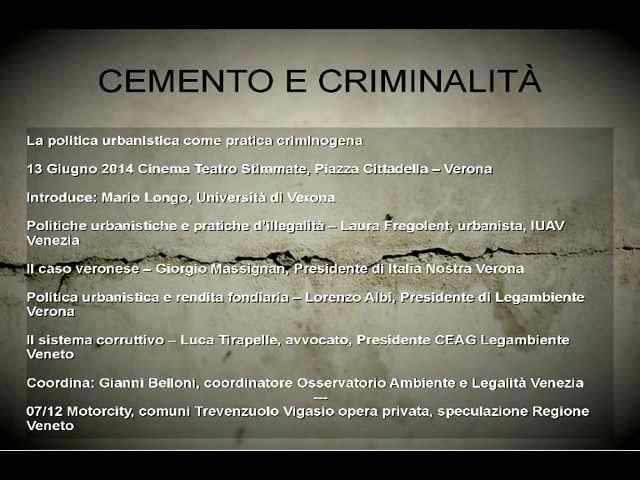 CEMENTO E CRIMINALITÀ
La politica urbanistica come pratica criminogena
13 Giugno 2014 Cinema Teatro Stimmate, Piazza Cittadella – Verona
Introduce: Mario Longo, Università di Verona
Politiche urbanistiche e pratiche d'illegalità – Laura Fregolent, urbanista, IUAV
Venezia
Il caso veronese – Giorgio Massignan, Presidente di Italia Nostra Verona
Politica urbanistica e rendita fondiaria – Lorenzo Albi, Presidente di Legambiente
Verona
Il sistema corruttivo – Luca Tirapelle, avvocato, Presidente CEAG Legambiente
Veneto
Coordina: Gianni Belloni, coordinatore Osservatorio Ambiente e Legalità Venezia
---
07/12 Motorcity, comuni Trevenzuolo Vigasio opera privata, speculazione Regione
Veneto